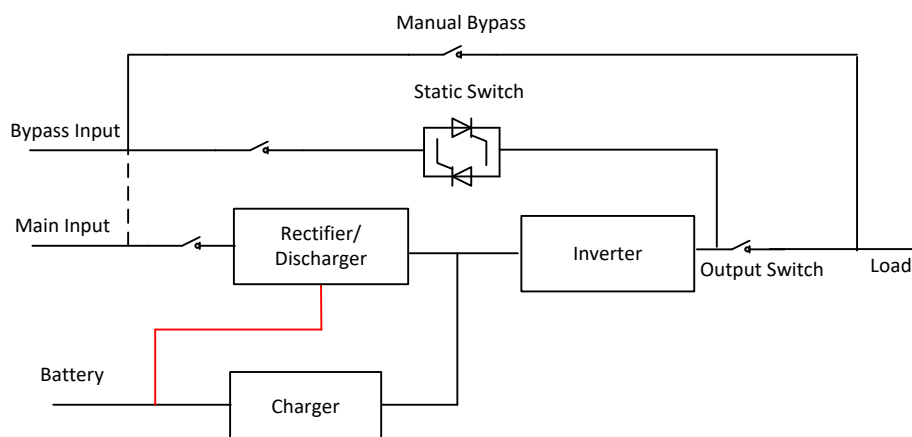 Manual Bypass
Static Switch
Bypass Input
Main Input
Rectifier/
Discharger
Inverter
Output Switch
Load
Battery
Charger